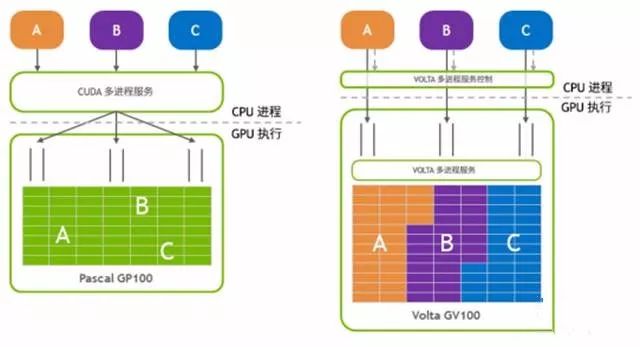 A
B
C
CUDA 多进程服务
CPU 进程
GPU 执行
B
A
C
Pascal GP100
A
B
C
VOLTA 多进程服务控制
CPU 进程
GPU 执行
VOLTA 多进程服务
A
B
C
Volta GV100